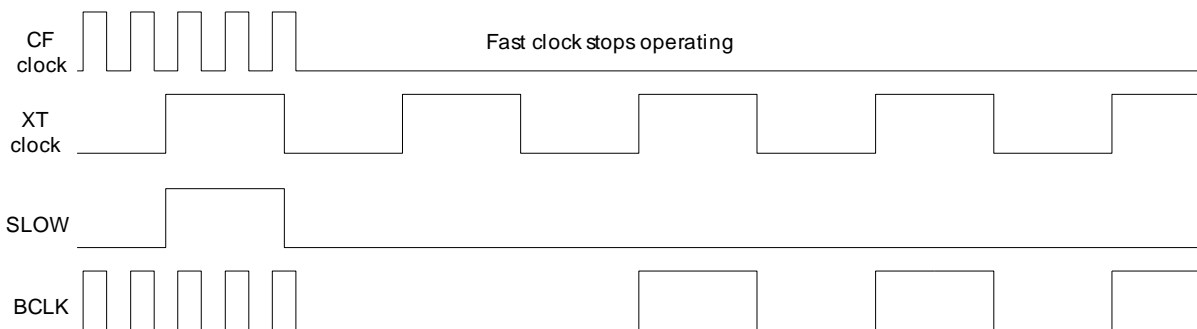 CF
clock
Fast clock stops operating
XT
clock
SLOW
BCLK